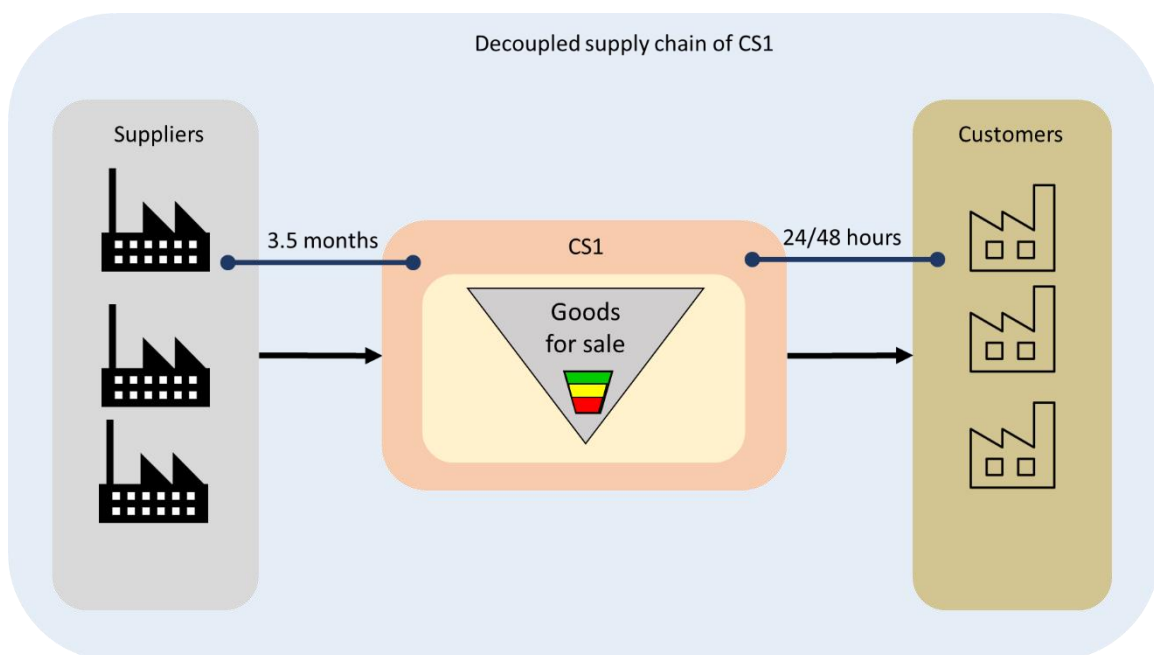 Decoupled supply chain of CS1
Suppliers
Customers
3.5 months
CS1
24/48 hours
Goods
for sale